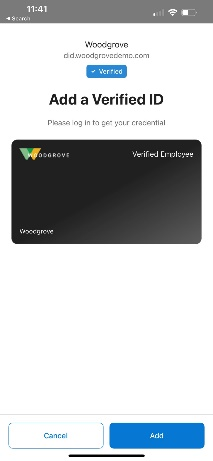 11:41
Search
Woodgrove
did.woodgrovedemo.com
Verified
Add a Verified ID
Please log in to get your credential
WOODGROVE
Verified Employee
Woodgrove
Cancel
Add